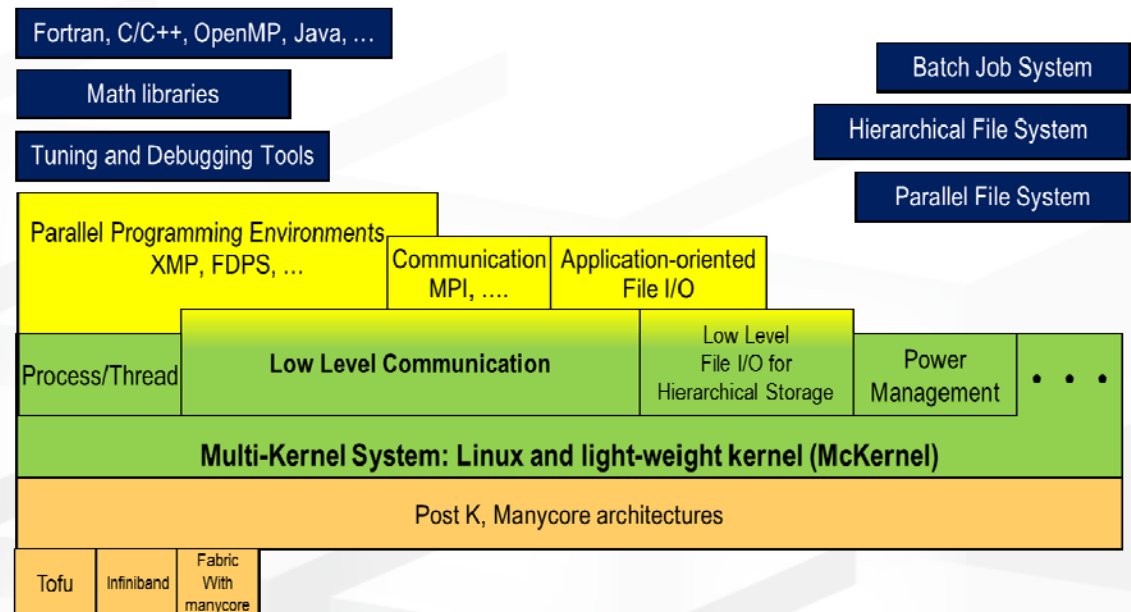 Fortran, C/C++, OpenMP, Java, …
Math libraries
Tuning and Debugging Tools
Batch Job System
Hierarchical File System
Parallel File System
Parallel Programming Environments
XMP, FDPS, …
Communication
MPI, ….
Application-oriented
File I/O
Process/Thread
Low Level Communication
Low Level
File I/O for
Hierarchical Storage
Power
Management
• • •
Multi-Kernel System: Linux and light-weight kernel (McKernel)
Post K, Manycore architectures
Tofu
Infiniband
Fabric
With
manycore